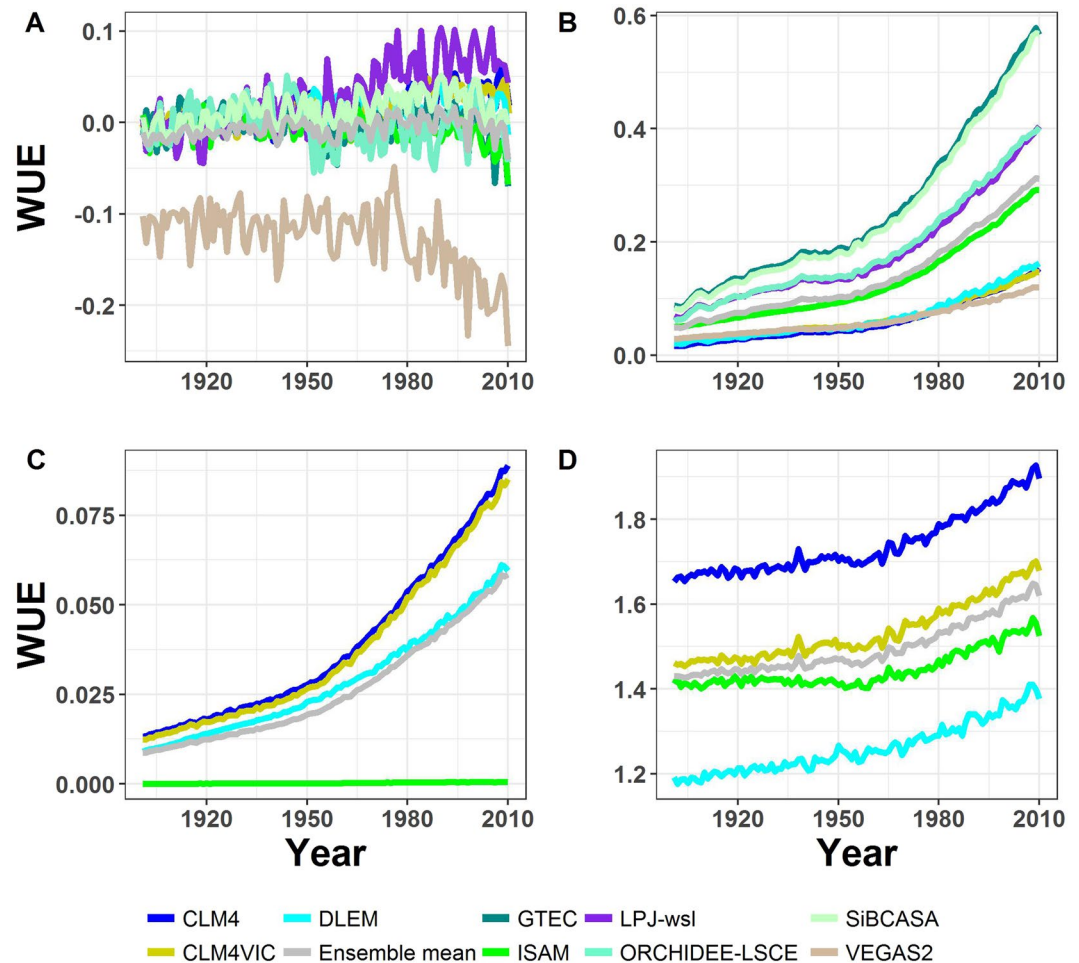 A
B
WUE
0.1
0.0
-0.1
-0.2
1920
1950
1980
2010
0.6
0.4
0.2
0.0
1920
1950
1980
2010
C
D
WUE
0.075
0.050
0.025
0.000
1920
1950
1980
2010
Year
1.8
1.6
1.4
1.2
1920
1950
1980
2010
Year
CLM4
DLEM
GTEC
LPJ-wsl
SiBCASA
CLM4VIC
Ensemble mean
ISAM
ORCHIDEE-LSCE
VEGAS2